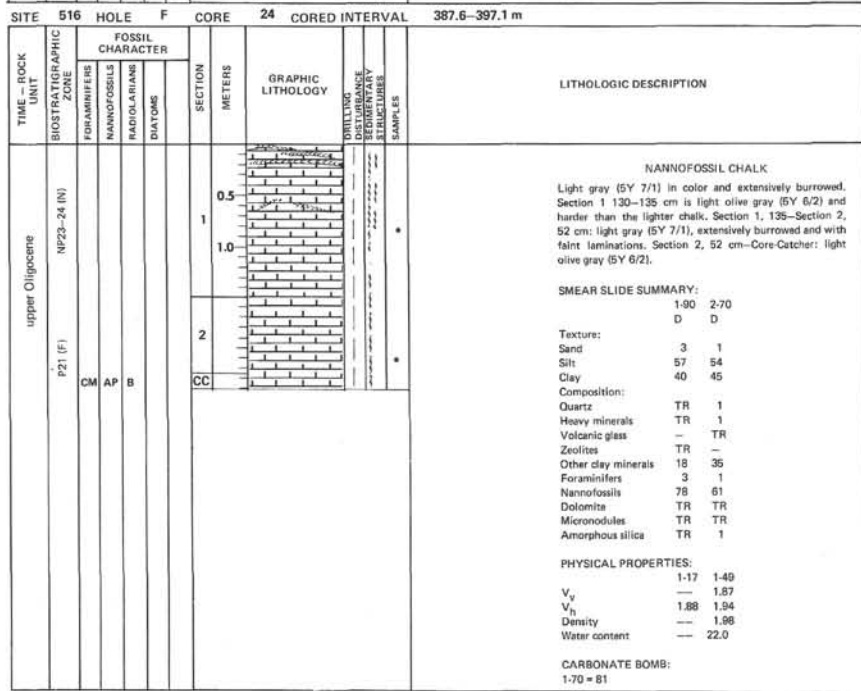 SITE 516 HOLE F CORE 24 CORED INTERVAL 387.6–397.1 m
TIME – ROCK UNIT
BIOSTRATIGRAPHIC ZONE
FOSSIL CHARACTER
FORAMINIFERS
NANNOFOSSILS
RADIOLARIANS
DIATOMS
SECTION
METERS
GRAPHIC LITHOLOGY
DRILLING DISTURBANCE
SEDIMENTARY STRUCTURES
SAMPLES
LITHOLOGIC DESCRIPTION
upper Oligocene
NP23–24 (N)
P21 (F)
CM AP B
1
0.5
1.0
2
CC
*
*
NANNOFOSSIL CHALK
Light gray (5Y 7/1) in color and extensively burrowed.
Section 1 130–135 cm is light olive gray (5Y 6/2) and
harder than the lighter chalk. Section 1, 135–Section 2,
52 cm: light gray (5Y 7/1), extensively burrowed and with
faint laminations. Section 2, 52 cm–Core-Catcher: light
olive gray (5Y 6/2).
SMEAR SLIDE SUMMARY:
1-90 2-70
D D
Texture:
Sand 3 1
Silt 57 54
Clay 40 45
Composition:
Quartz TR 1
Heavy minerals TR 1
Volcanic glass – TR
Zeolites TR –
Other clay minerals 18 35
Foraminifers 3 1
Nannofossils 78 61
Dolomite TR TR
Micronodules TR TR
Amorphous silica TR 1
PHYSICAL PROPERTIES:
1-17 1-49
Vv –– 1.87
Vh 1.88 1.94
Density –– 1.98
Water content –– 22.0
CARBONATE BOMB:
1-70 = 81